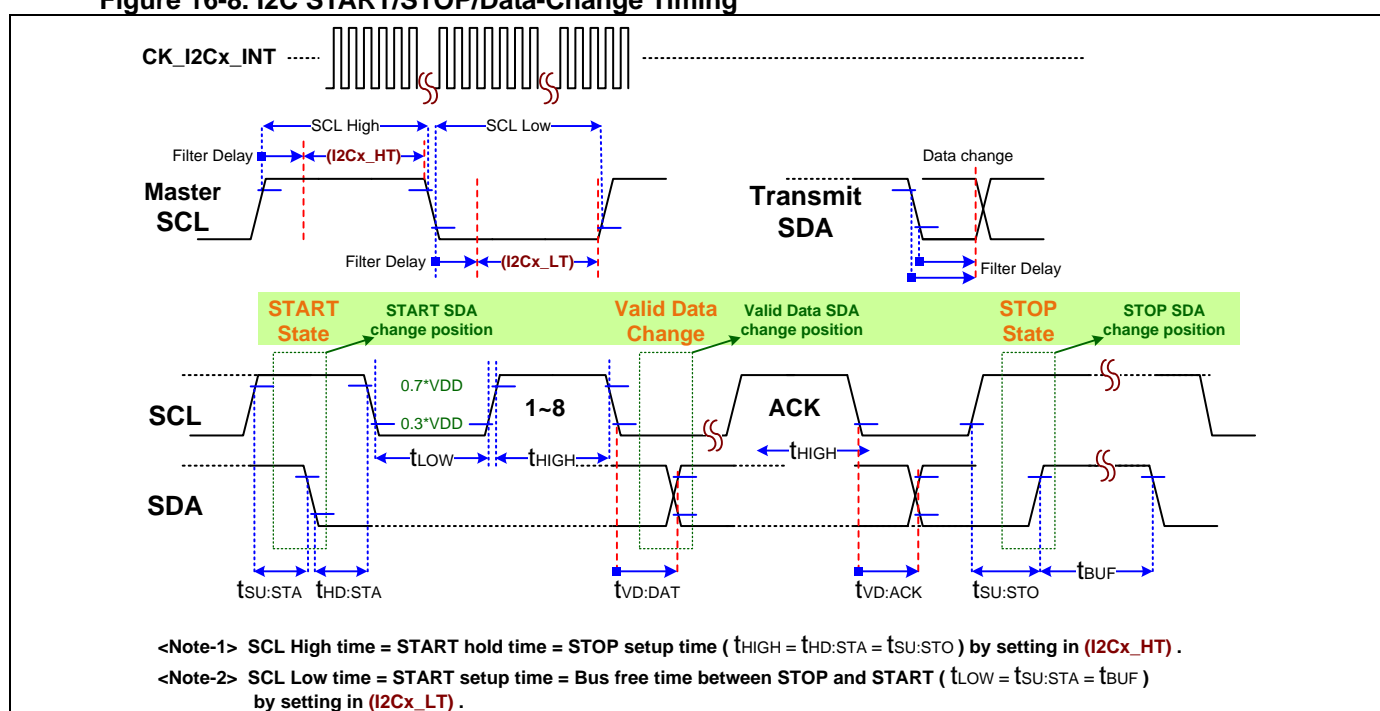 Figure 16-8. I2C START/STOP/Data-Change Timing
CK_I2Cx_INT
SCL High
SCL Low
Filter Delay
(I2Cx_HT)
Data change
Master
SCL
Transmit
SDA
Filter Delay
(I2Cx_LT)
Filter Delay
START
State
START SDA
change position
Valid Data
Change
Valid Data SDA
change position
STOP
State
STOP SDA
change position
SCL
0.7*VDD
0.3*VDD
1~8
ACK
tLOW
tHIGH
tHIGH
SDA
tSU:STA
tHD:STA
tVD:DAT
tVD:ACK
tSU:STO
tBUF
<Note-1> SCL High time = START hold time = STOP setup time ( tHIGH = tHD:STA = tSU:STO ) by setting in (I2Cx_HT) .
<Note-2> SCL Low time = START setup time = Bus free time between STOP and START ( tLOW = tSU:STA = tBUF )
by setting in (I2Cx_LT) .